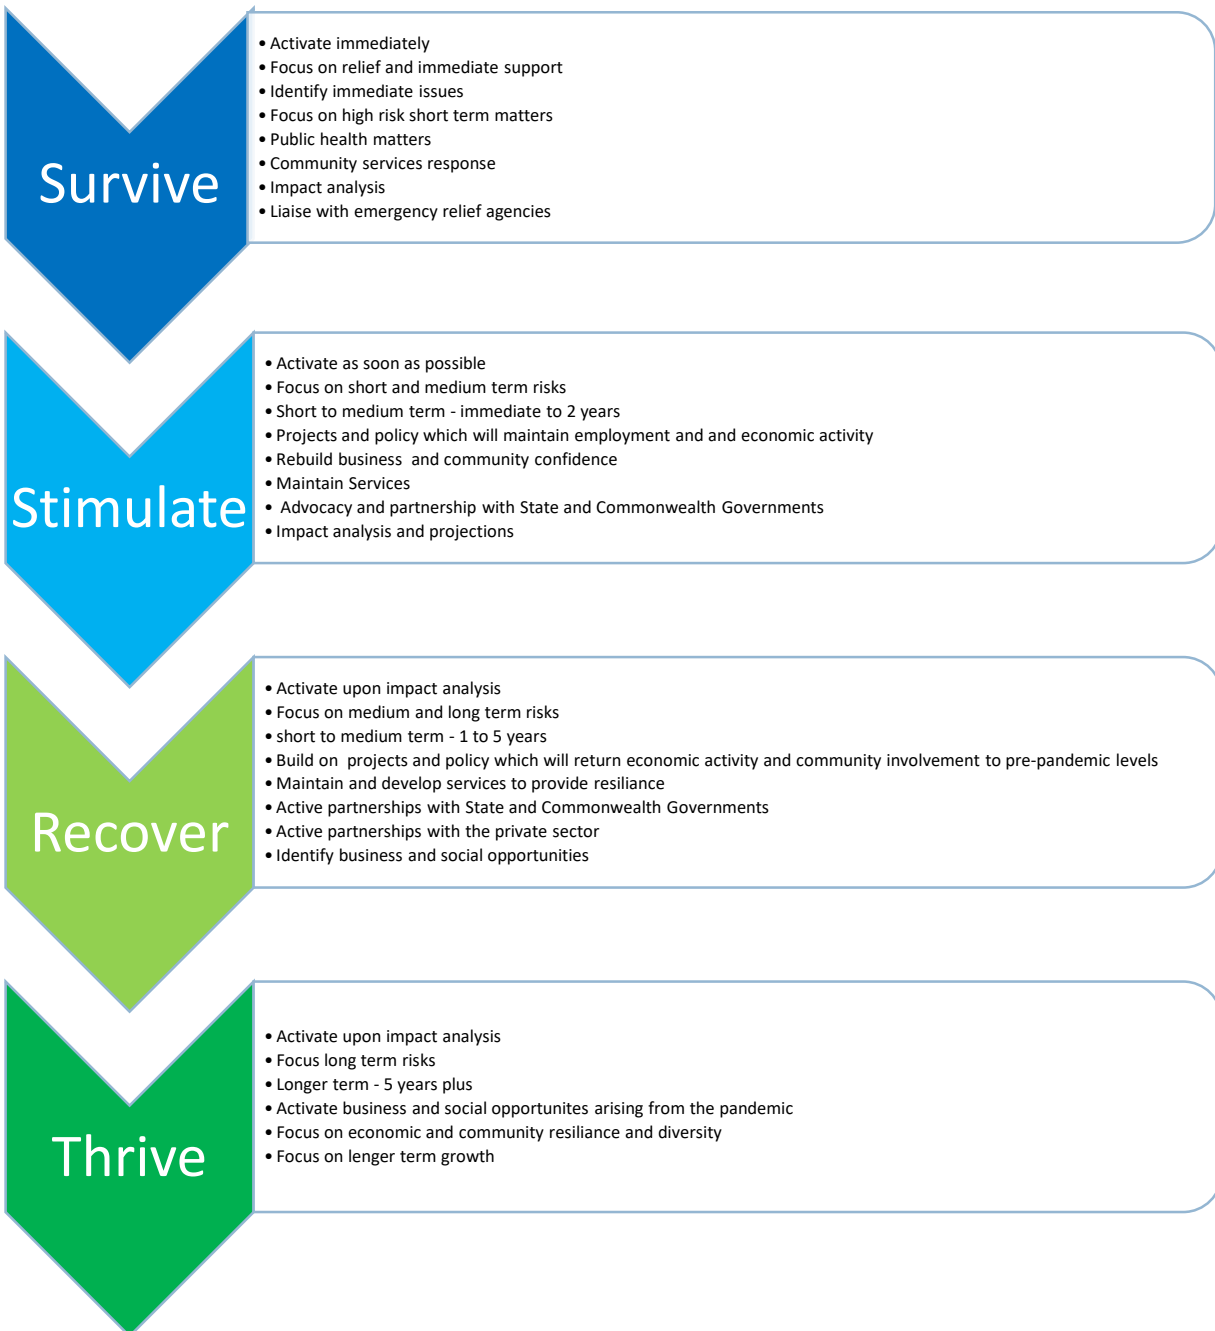 Survive
• Activate immediately
• Focus on relief and immediate support
• Identify immediate issues
• Focus on high risk short term matters
• Public health matters
• Community services response
• Impact analysis
• Liaise with emergency relief agencies
Stimulate
• Activate as soon as possible
• Focus on short and medium term risks
• Short to medium term - immediate to 2 years
• Projects and policy which will maintain employment and and economic activity
• Rebuild business  and community confidence
• Maintain Services
•  Advocacy and partnership with State and Commonwealth Governments
• Impact analysis and projections
Recover
• Activate upon impact analysis
• Focus on medium and long term risks
• short to medium term - 1 to 5 years
• Build on  projects and policy which will return economic activity and community involvement to pre-pandemic levels
• Maintain and develop services to provide resiliance
• Active partnerships with State and Commonwealth Governments
• Active partnerships with the private sector
• Identify business and social opportunities
Thrive
• Activate upon impact analysis
• Focus long term risks
• Longer term - 5 years plus
• Activate business and social opportunites arising from the pandemic
• Focus on economic and community resiliance and diversity
• Focus on lenger term growth